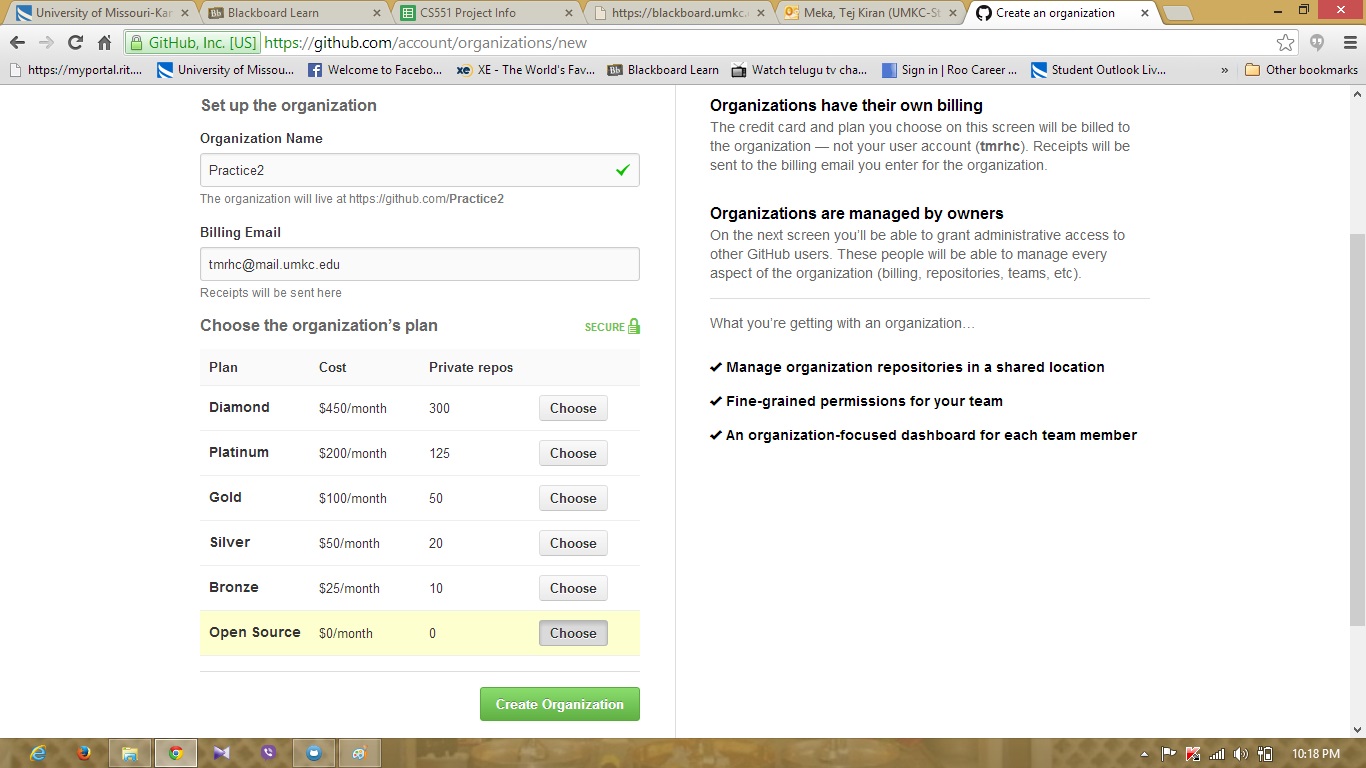 University of Missouri-Kan
Blackboard Learn
CS551 Project Info
https://blackboard.umkc.
Meka, Tej Kiran (UMKC-St
Create an organization
GitHub, Inc. [US]
https://github.com/account/organizations/new
https://myportal.rit....
University of Missou...
Welcome to Facebo...
XE - The World's Fav...
Bb Blackboard Learn
Watch telugu tv cha...
Sign in | Roo Career ...
Student Outlook Liv...
»
Other bookmarks
Set up the organization
Organization Name
Practice2
The organization will live at https://github.com/Practice2
Billing Email
tmrhc@mail.umkc.edu
Receipts will be sent here
Choose the organization's plan
SECURE
Plan Cost Private repos
Diamond $450/month 300 Choose
Platinum $200/month 125 Choose
Gold $100/month 50 Choose
Silver $50/month 20 Choose
Bronze $25/month 10 Choose
Open Source $0/month 0 Choose
Create Organization
Organizations have their own billing
The credit card and plan you choose on this screen will be billed to
the organization — not your user account (tmrhc). Receipts will be
sent to the billing email you enter for the organization.
Organizations are managed by owners
On the next screen you'll be able to grant administrative access to
other GitHub users. These people will be able to manage every
aspect of the organization (billing, repositories, teams, etc).
What you're getting with an organization…
✔ Manage organization repositories in a shared location
✔ Fine-grained permissions for your team
✔ An organization-focused dashboard for each team member
10:18 PM